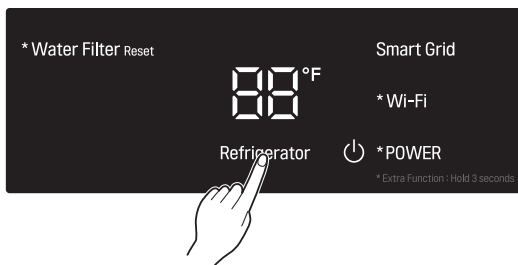 * Water Filter Reset
Smart Grid
88°F
* Wi-Fi
Refrigerator
* POWER
* Extra Function : Hold 3 seconds